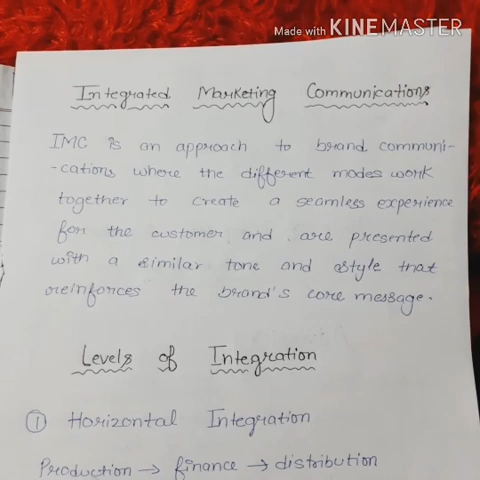 Made with KINEMASTER
Integrated Marketing Communications
IMC is an approach to brand communi-
-cations where the different modes work
together to create a seamless experience
for the customer and are presented
with a similar tone and style that
reinforces the brand's core message.
Levels of Integration
① Horizontal Integration
Production → finance → distribution